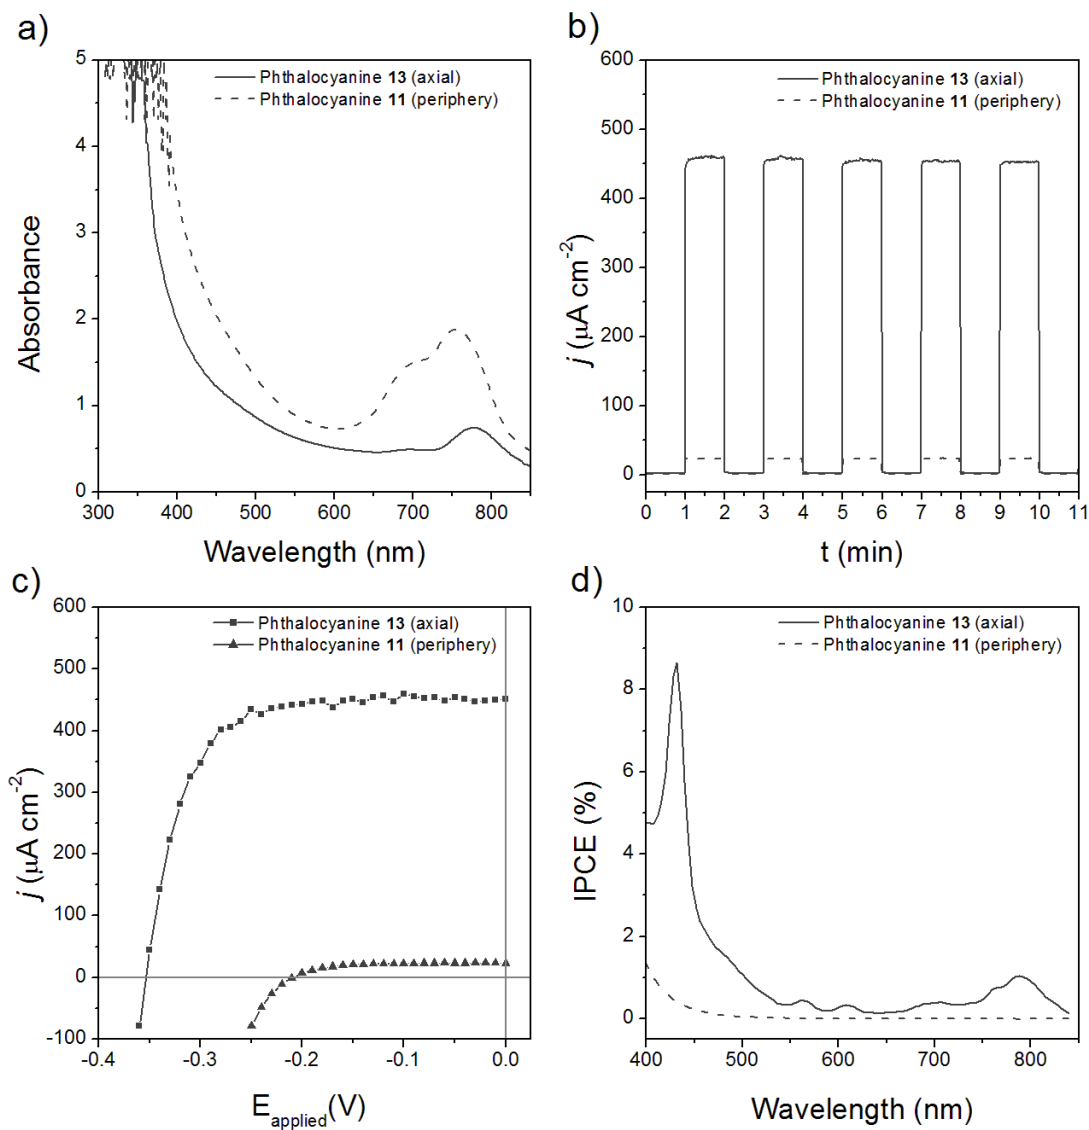 a)
Phthalocyanine 13 (axial)
Phthalocyanine 11 (periphery)
5
4
3
2
1
0
Absorbance
300 400 500 600 700 800
Wavelength (nm)
b)
Phthalocyanine 13 (axial)
Phthalocyanine 11 (periphery)
600
500
400
300
200
100
0
j (μA cm-2)
0 1 2 3 4 5 6 7 8 9 10 11
t (min)
c)
Phthalocyanine 13 (axial)
Phthalocyanine 11 (periphery)
600
500
400
300
200
100
0
-100
j (μA cm-2)
-0.4 -0.3 -0.2 -0.1 0.0
Eapplied(V)
d)
Phthalocyanine 13 (axial)
Phthalocyanine 11 (periphery)
10
8
6
4
2
0
IPCE (%)
400 500 600 700 800
Wavelength (nm)